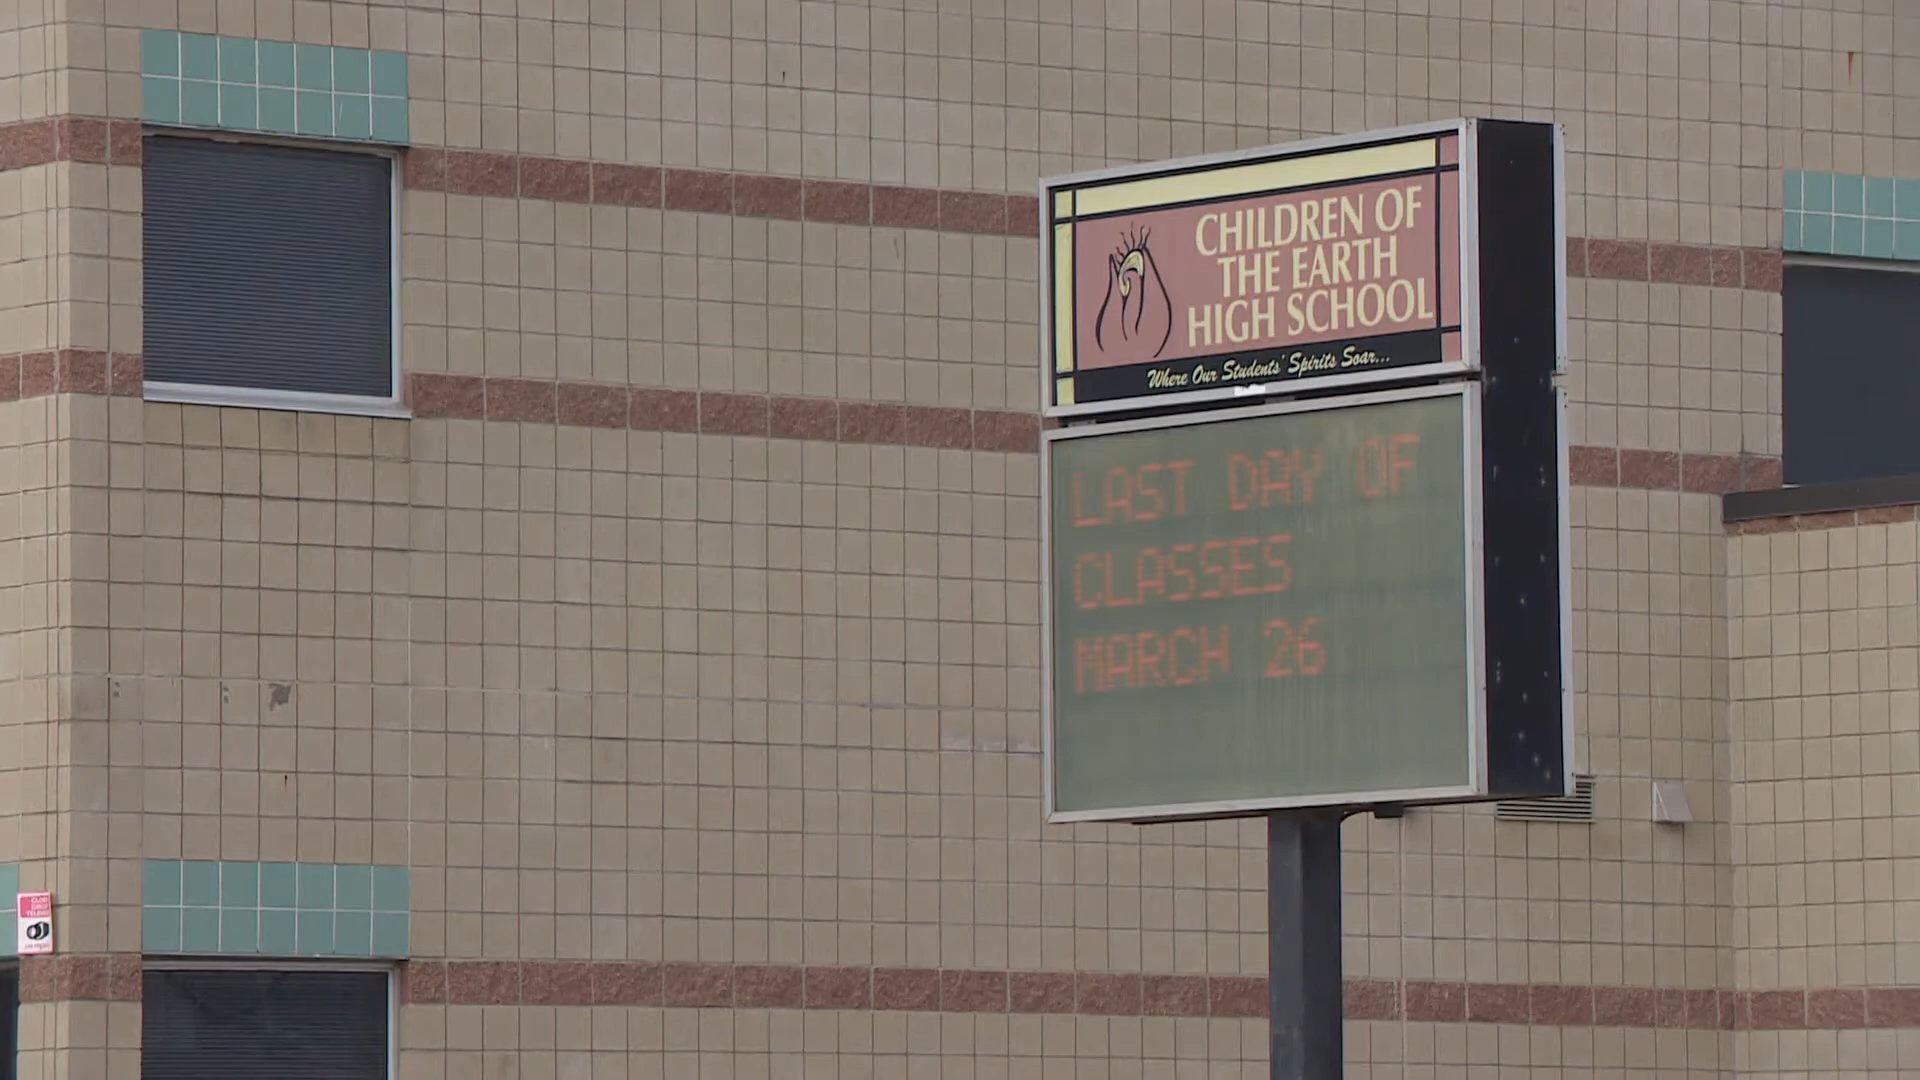 CHILDREN OF
THE EARTH
HIGH SCHOOL
Where Our Students' Spirits Soar...
LAST DAY OF
CLASSES
MARCH 26